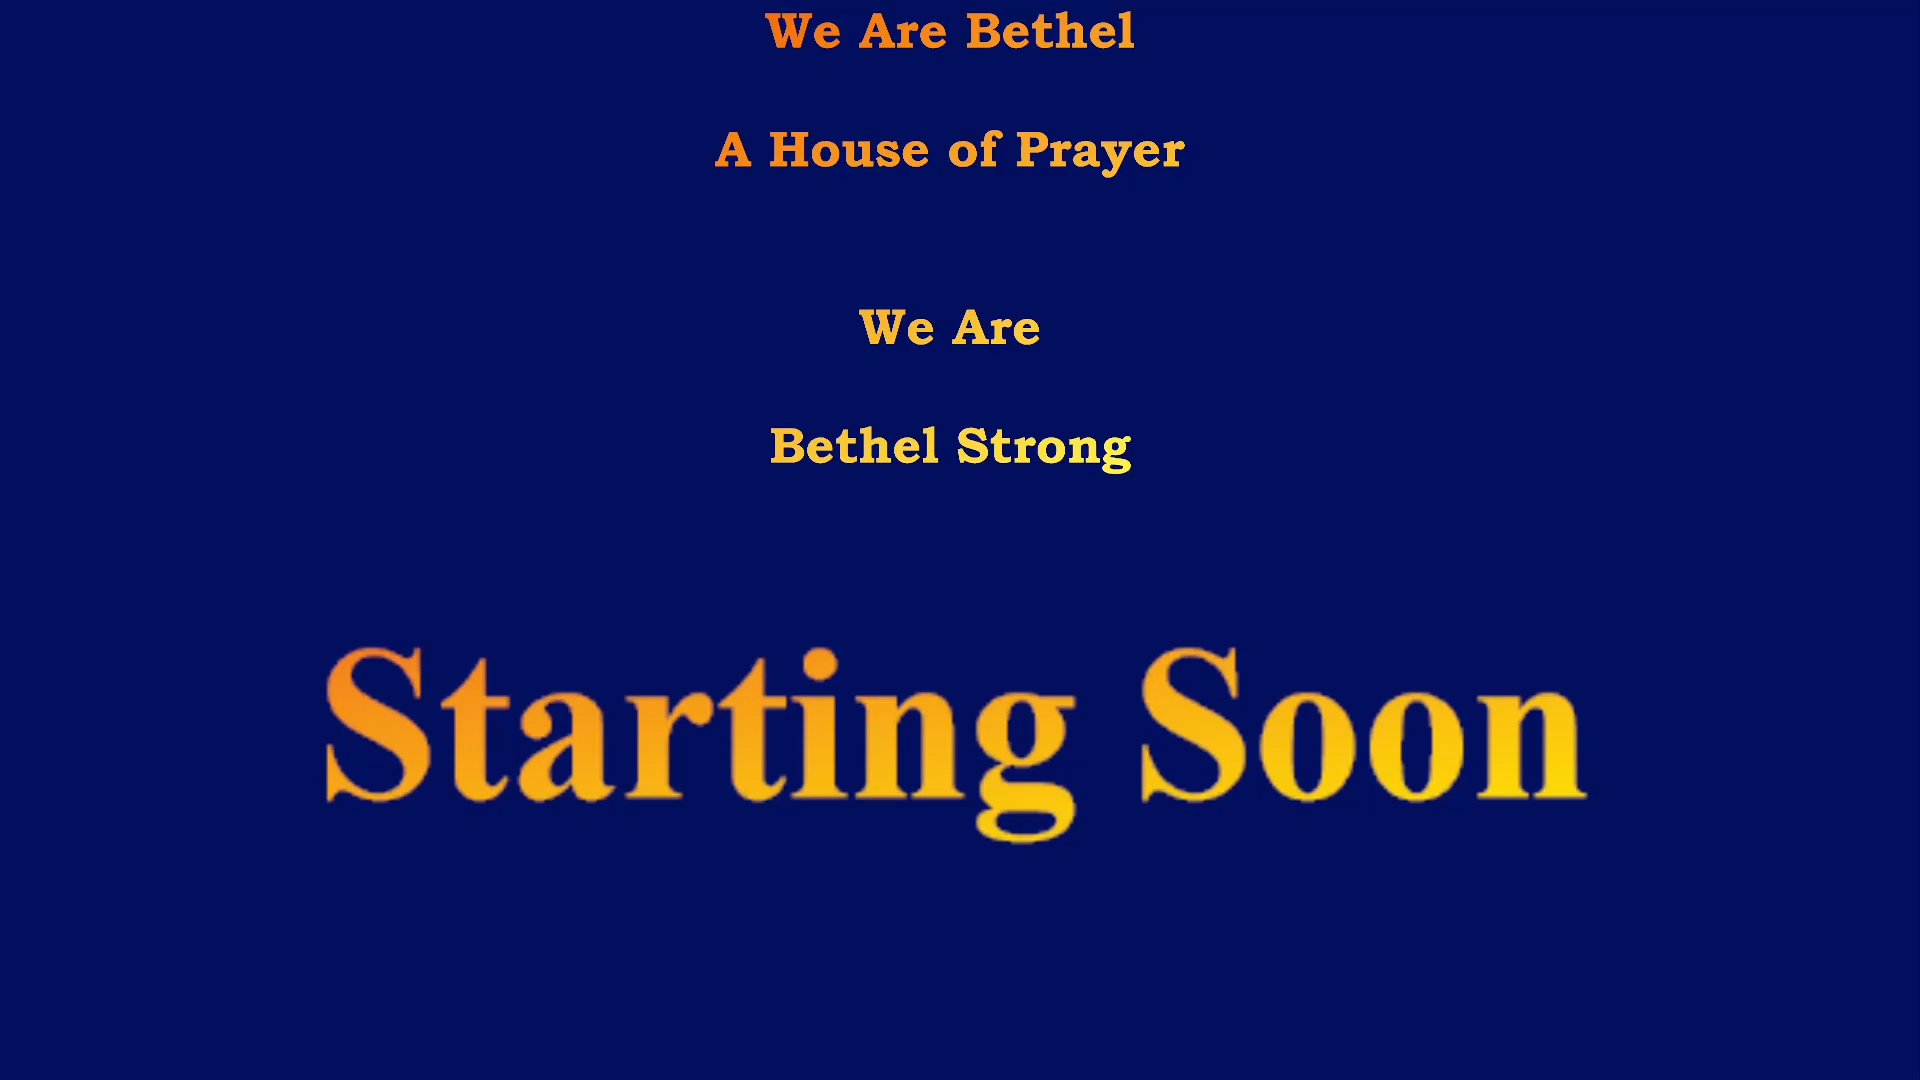 We Are Bethel
A House of Prayer
We Are
Bethel Strong
Starting Soon